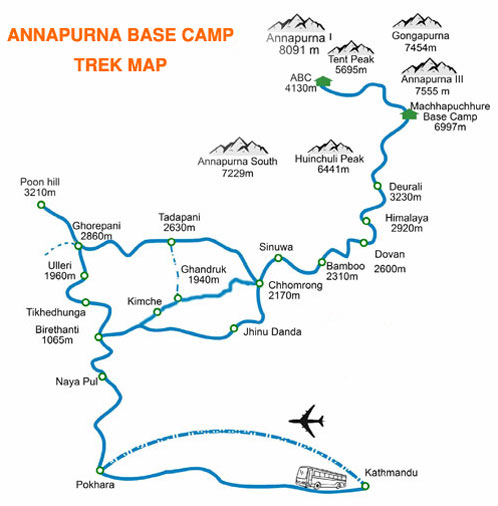 ANNAPURNA BASE CAMP
TREK MAP
Annapurna I
8091 m
Gongapurna
7454m
Tent Peak
5695m
Annapurna III
7555 m
ABC
4130m
Machhapuchhure
Base Camp
6997m
Annapurna South
7229m
Huinchuli Peak
6441m
Deurali
3230m
Poon hill
3210m
Himalaya
2920m
Tadapani
2630m
Ghorepani
2860m
Sinuwa
Dovan
2600m
Bamboo
2310m
Ulleri
1960m
Ghandruk
1940m
Chhomrong
2170m
Tikhedhunga
Kimche
Birethanti
1065m
Jhinu Danda
Naya Pul
Pokhara
Kathmandu